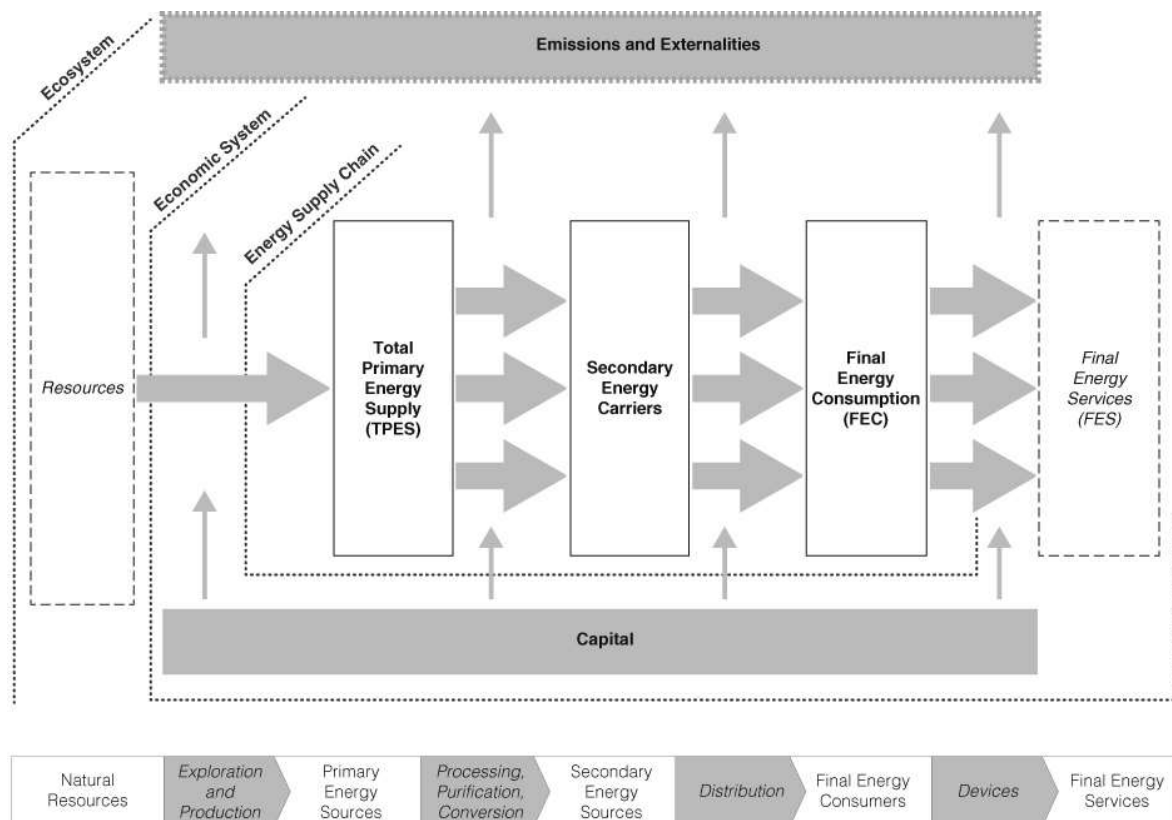 Emissions and Externalities
Ecosystem
Economic System
Energy Supply Chain
Resources
Total
Primary
Energy
Supply
(TPES)
Secondary
Energy
Carriers
Final
Energy
Consumption
(FEC)
Final
Energy
Services
(FES)
Capital
Natural
Resources
Exploration
and
Production
Primary
Energy
Sources
Processing,
Purification,
Conversion
Secondary
Energy
Sources
Distribution
Final Energy
Consumers
Devices
Final Energy
Services